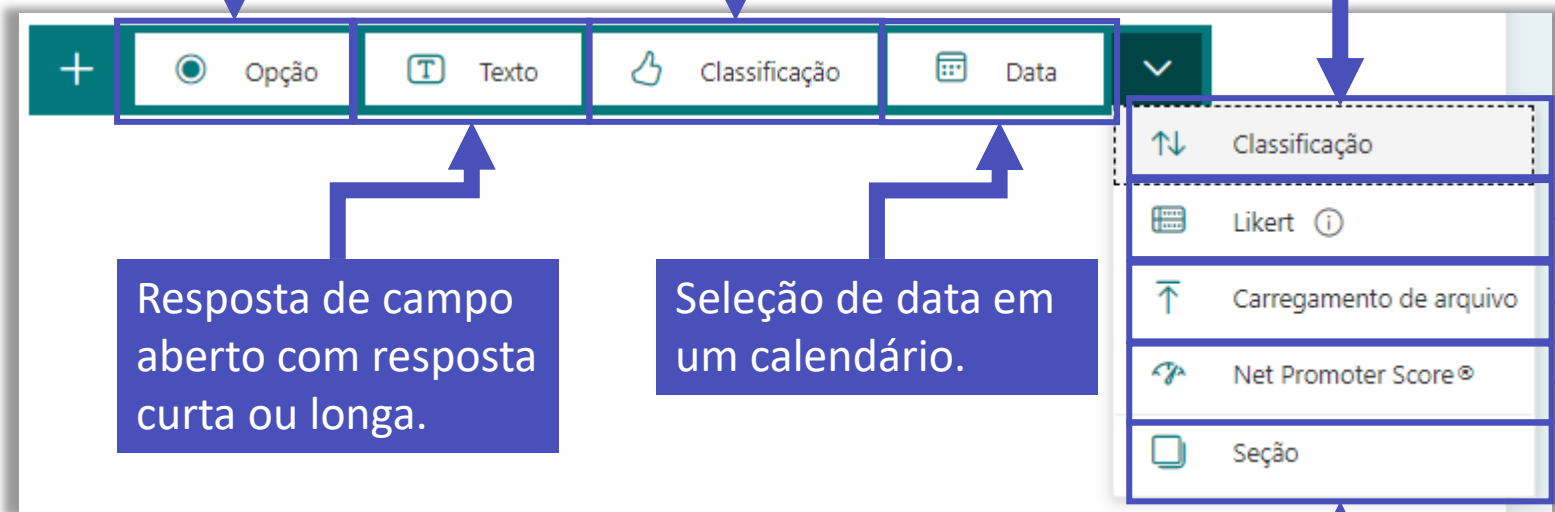 Opção
Texto
Classificação
Data
Classificação
Likert
Carregamento de arquivo
Net Promoter Score®
Seção
Resposta de campo
aberto com resposta
curta ou longa.
Seleção de data em
um calendário.